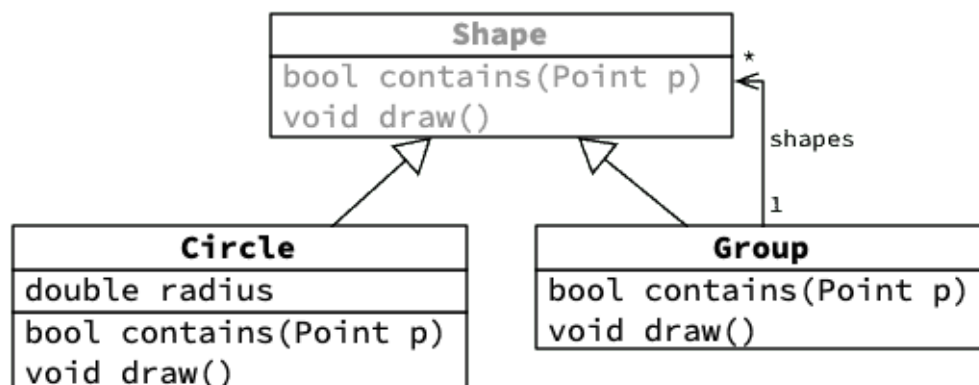 Shape
bool contains(Point p)
void draw()
*
shapes
1
Circle
double radius
bool contains(Point p)
void draw()
Group
bool contains(Point p)
void draw()